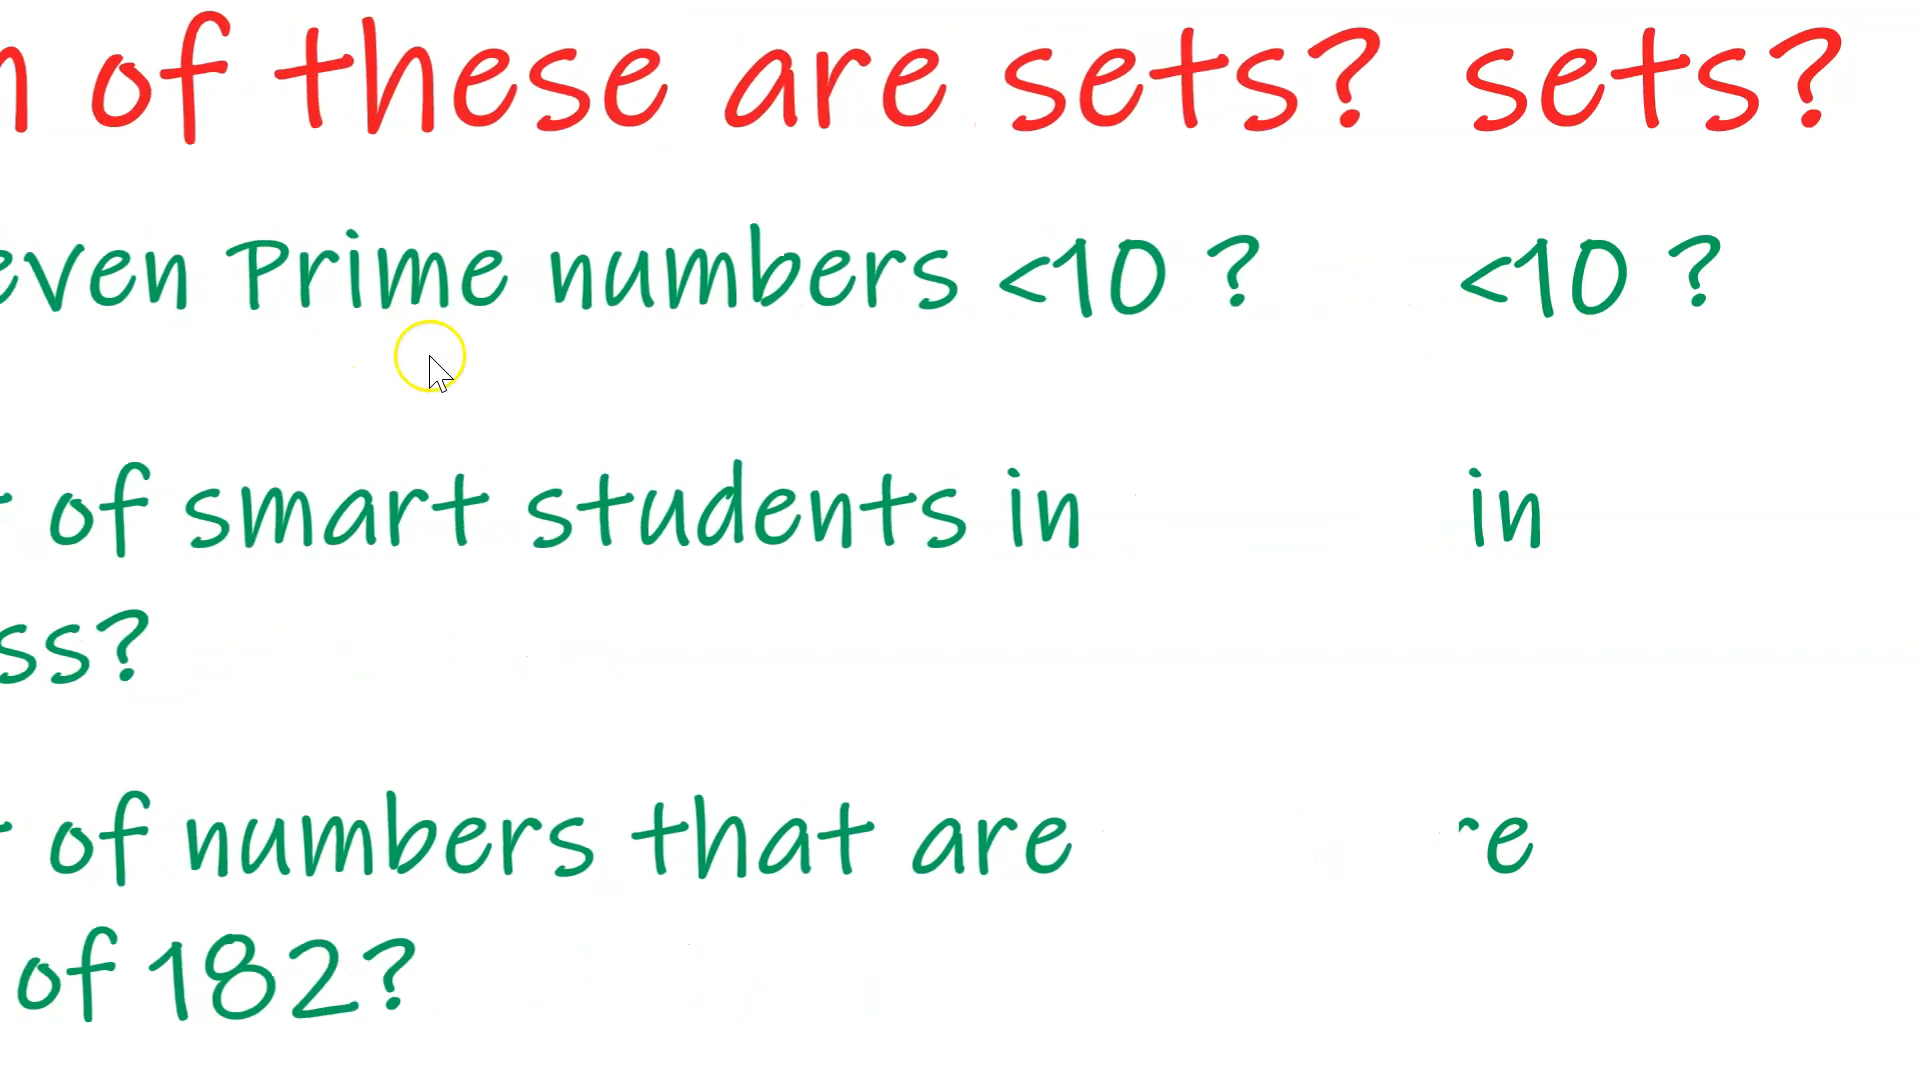 of these are sets? sets?
even Prime numbers <10 ? <10 ?
of smart students in in
ss?
of numbers that are re
of 182?